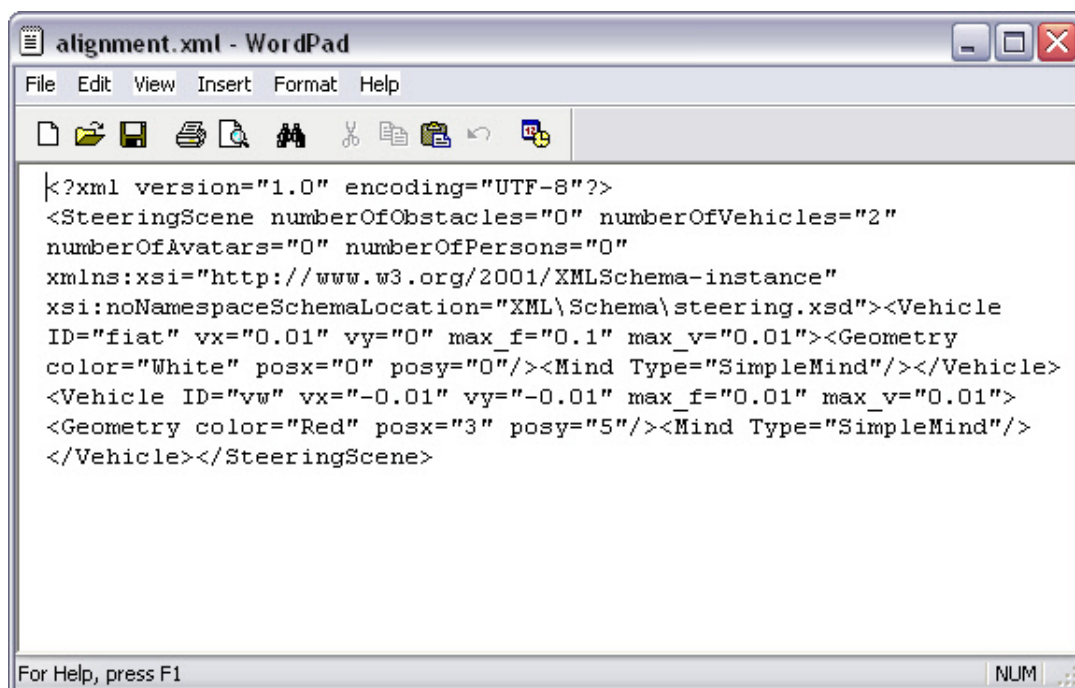 alignment.xml - WordPad
File Edit View Insert Format Help
<?xml version="1.0" encoding="UTF-8"?>
<SteeringScene numberOfObstacles="0" numberOfVehicles="2"
numberOfAvatars="0" numberOfPersons="0"
xmlns:xsi="http://www.w3.org/2001/XMLSchema-instance"
xsi:noNamespaceSchemaLocation="XML\Schema\steering.xsd"><Vehicle
ID="fiat" vx="0.01" vy="0" max_f="0.1" max_v="0.01"><Geometry
color="White" posx="0" posy="0"/><Mind Type="SimpleMind"/></Vehicle>
<Vehicle ID="vw" vx="-0.01" vy="-0.01" max_f="0.01" max_v="0.01">
<Geometry color="Red" posx="3" posy="5"/><Mind Type="SimpleMind"/>
</Vehicle></SteeringScene>
For Help, press F1 NUM